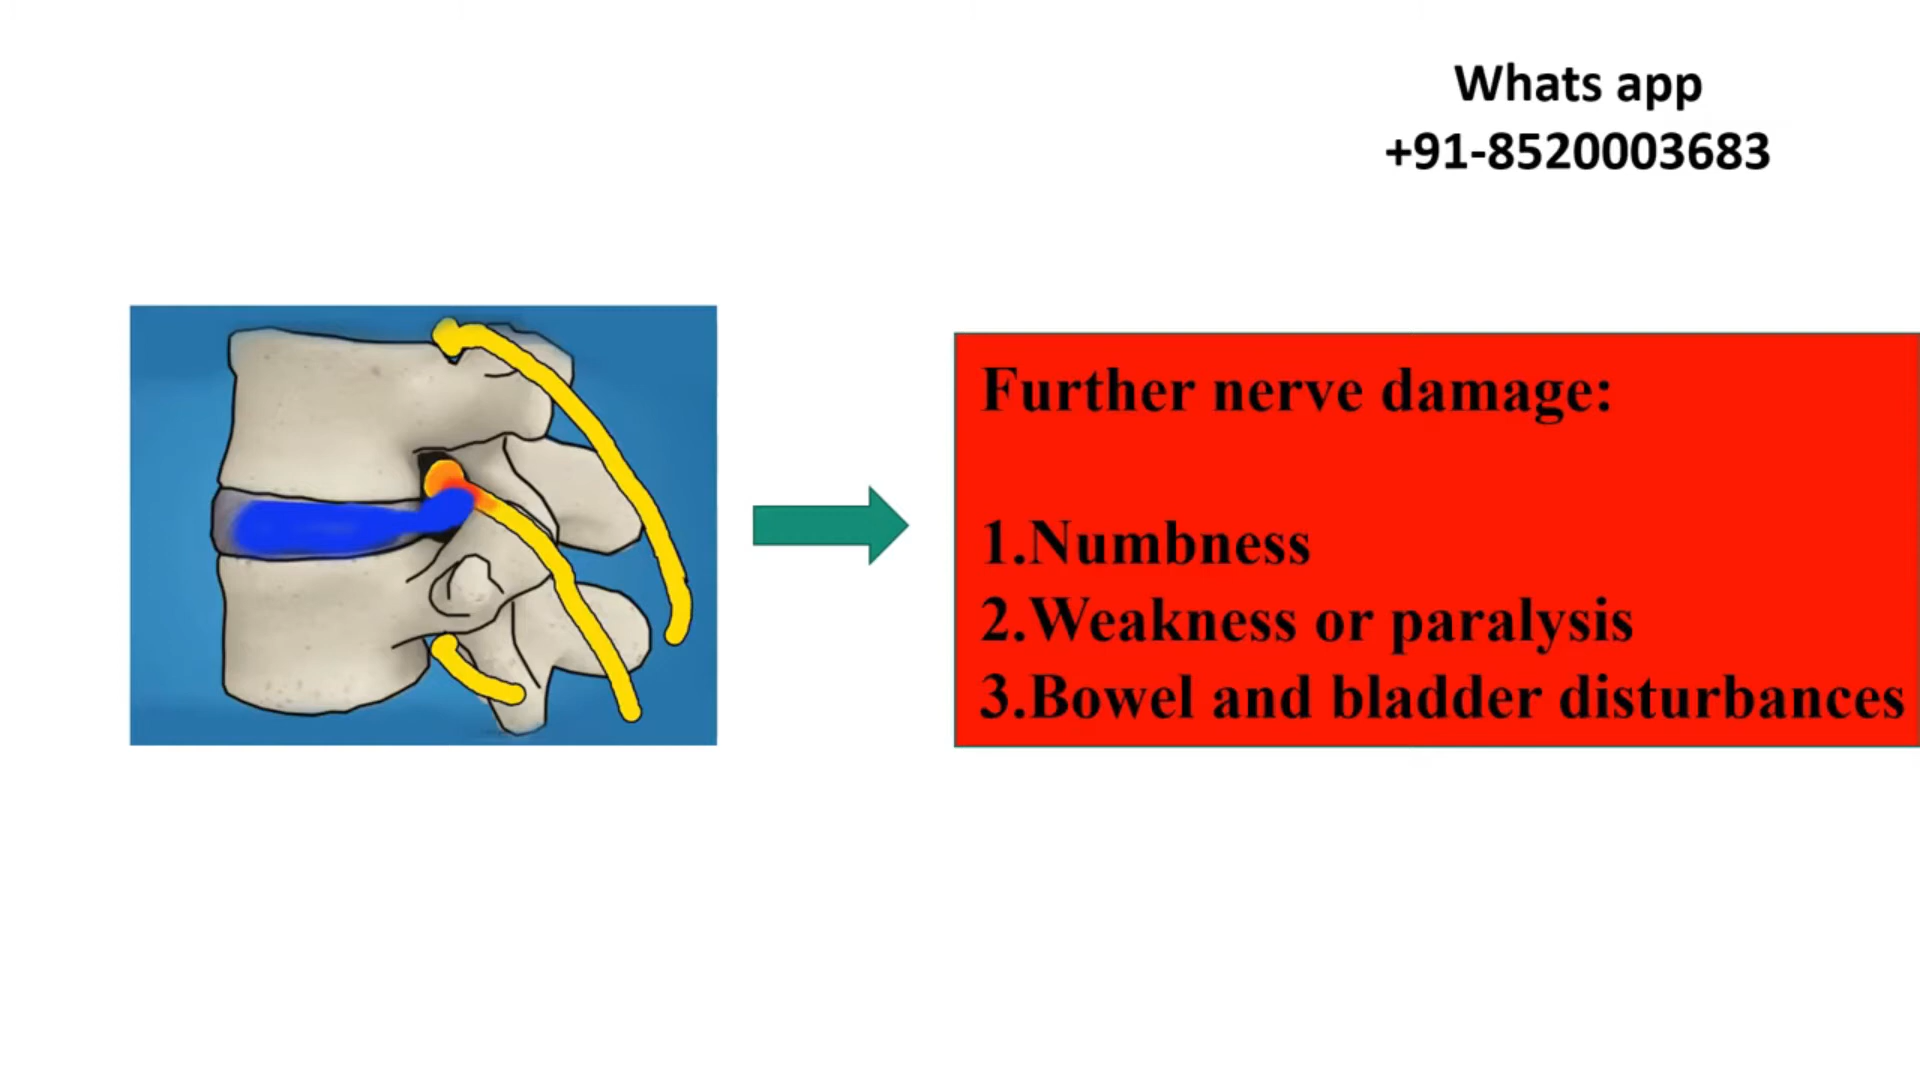 Whats app
+91-8520003683
Further nerve damage:
1.Numbness
2.Weakness or paralysis
3.Bowel and bladder disturbances